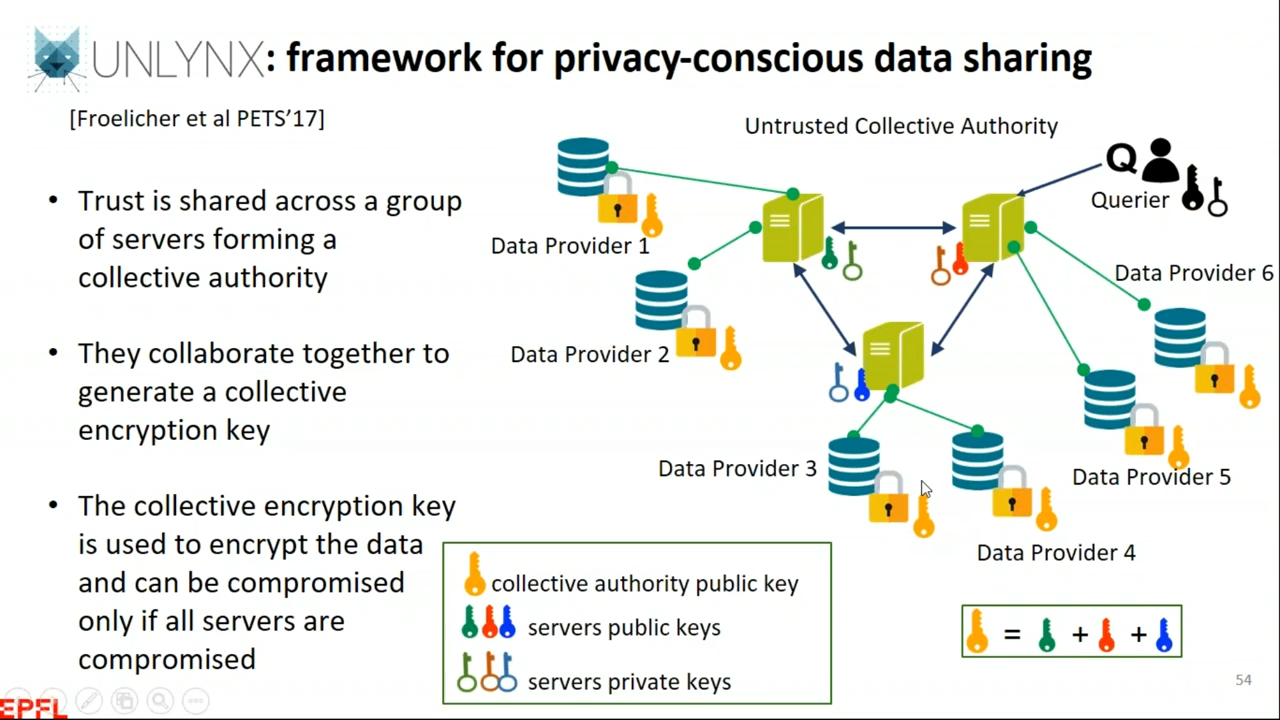 UNLYNX: framework for privacy-conscious data sharing
[Froelicher et al PETS’17]
• Trust is shared across a group
of servers forming a
collective authority
• They collaborate together to
generate a collective
encryption key
• The collective encryption key
is used to encrypt the data
and can be compromised
only if all servers are
compromised
Untrusted Collective Authority
Q
Querier
Data Provider 1
Data Provider 2
Data Provider 6
Data Provider 3
Data Provider 5
Data Provider 4
collective authority public key
servers public keys
servers private keys
= + +
54
EPFL